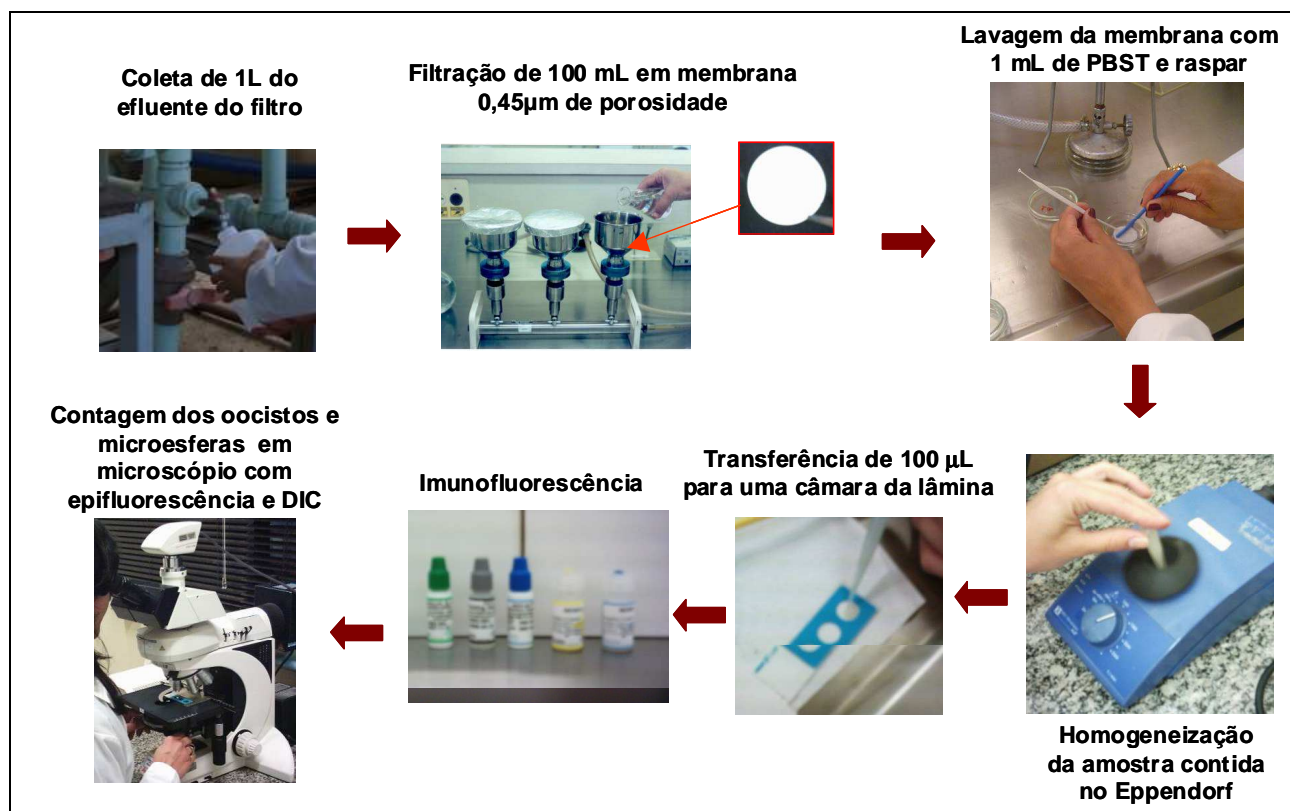 Coleta de 1L do
efluente do filtro
Filtração de 100 mL em membrana
0,45µm de porosidade
Lavagem da membrana com
1 mL de PBST e raspar
Homogeneização
da amostra contida
no Eppendorf
Transferência de 100 µL
para uma câmara da lâmina
Imunofluorescência
Contagem dos oocistos e
microesferas em
microscópio com
epifluorescência e DIC